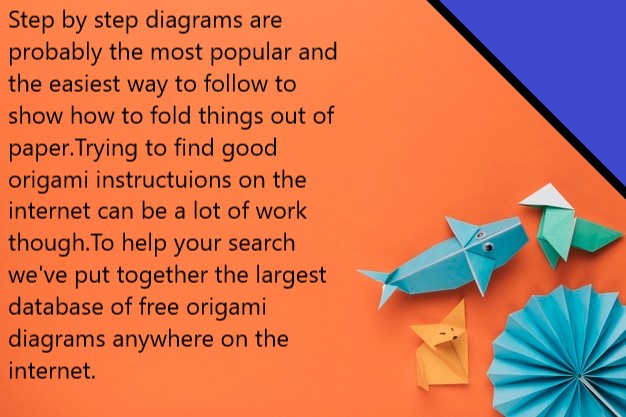 Step by step diagrams are
probably the most popular and
the easiest way to follow to
show how to fold things out of
paper.Trying to find good
origami instructuions on the
internet can be a lot of work
though.To help your search
we've put together the largest
database of free origami
diagrams anywhere on the
internet.